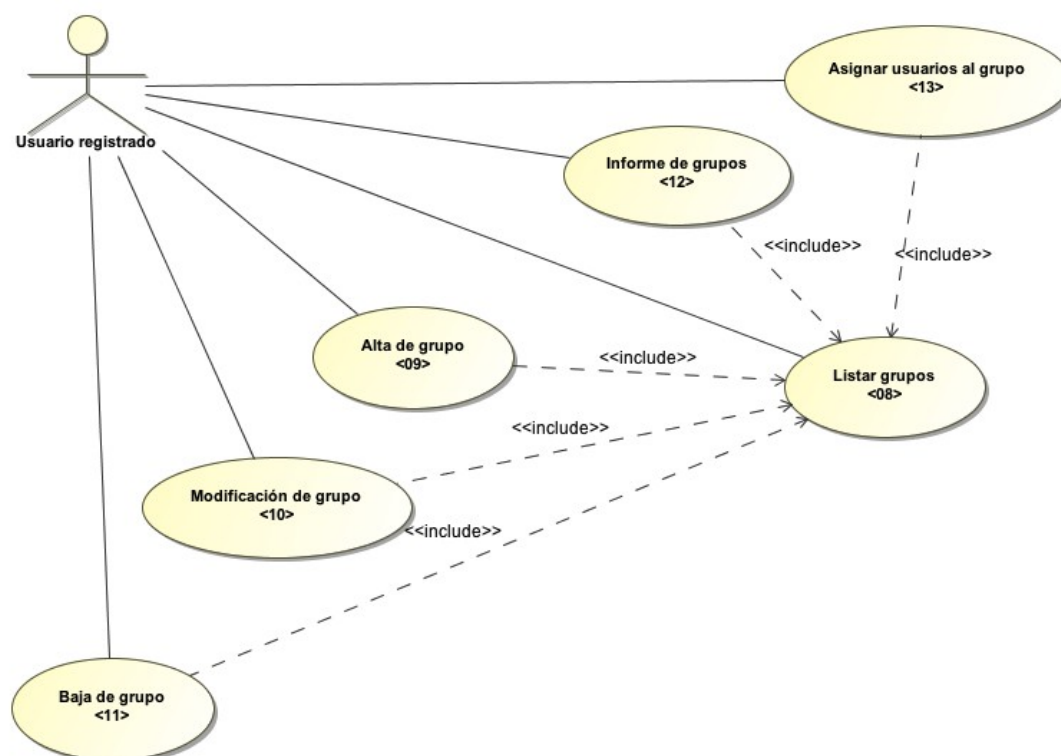 Asignar usuarios al grupo
<13>
Usuario registrado
Informe de grupos
<12>
<<include>>
<<include>>
Alta de grupo
<09>
<<include>>
Listar grupos
<08>
<<include>>
Modificación de grupo
<10>
<<include>>
Baja de grupo
<11>